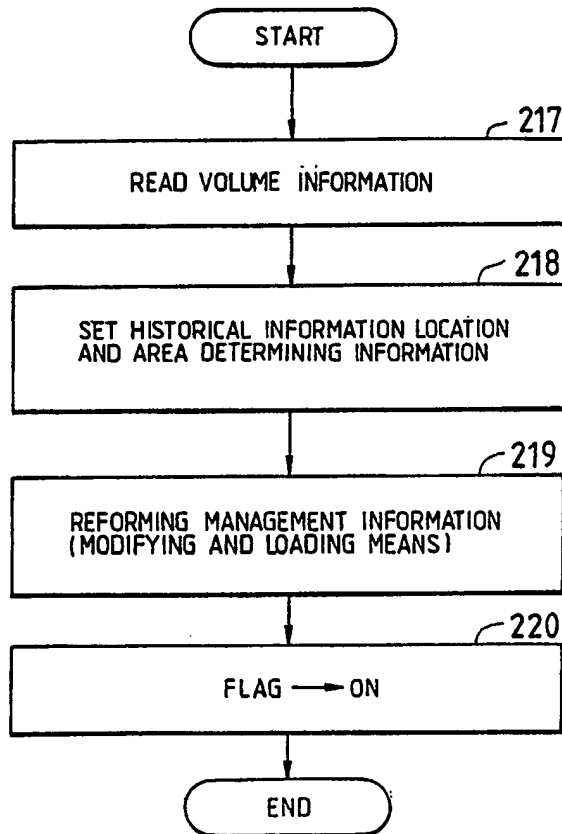 START
217
READ VOLUME INFORMATION
218
SET HISTORICAL INFORMATION LOCATION
AND AREA DETERMINING INFORMATION
219
REFORMING MANAGEMENT INFORMATION
(MODIFYING AND LOADING MEANS)
220
FLAG → ON
END